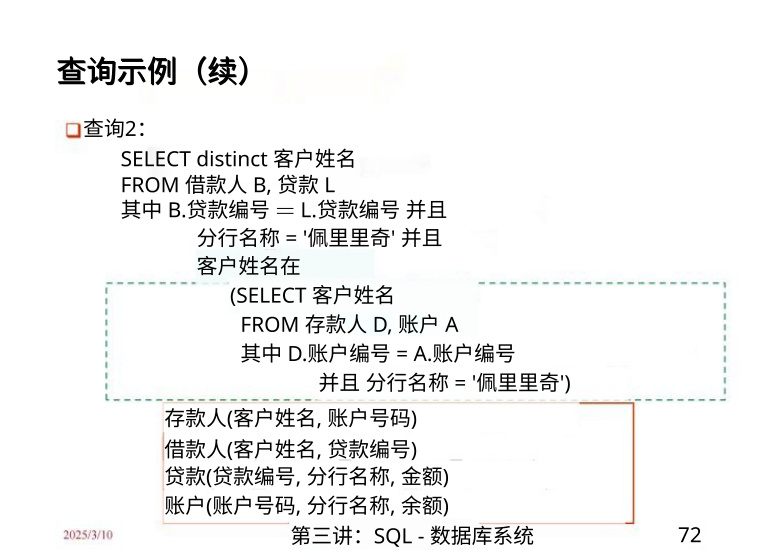 查询示例（续）
查询2：
SELECT distinct 客户姓名
FROM 借款人 B, 贷款 L
其中 B.贷款编号 ＝ L.贷款编号 并且
分行名称 = '佩里里奇' 并且
客户姓名在
(SELECT 客户姓名
FROM 存款人 D, 账户 A
其中 D.账户编号 = A.账户编号
并且 分行名称 = '佩里里奇')
存款人(客户姓名, 账户号码)
借款人(客户姓名, 贷款编号)
贷款(贷款编号, 分行名称, 金额)
账户(账户号码, 分行名称, 余额)
2025/3/10 第三讲：SQL - 数据库系统 72